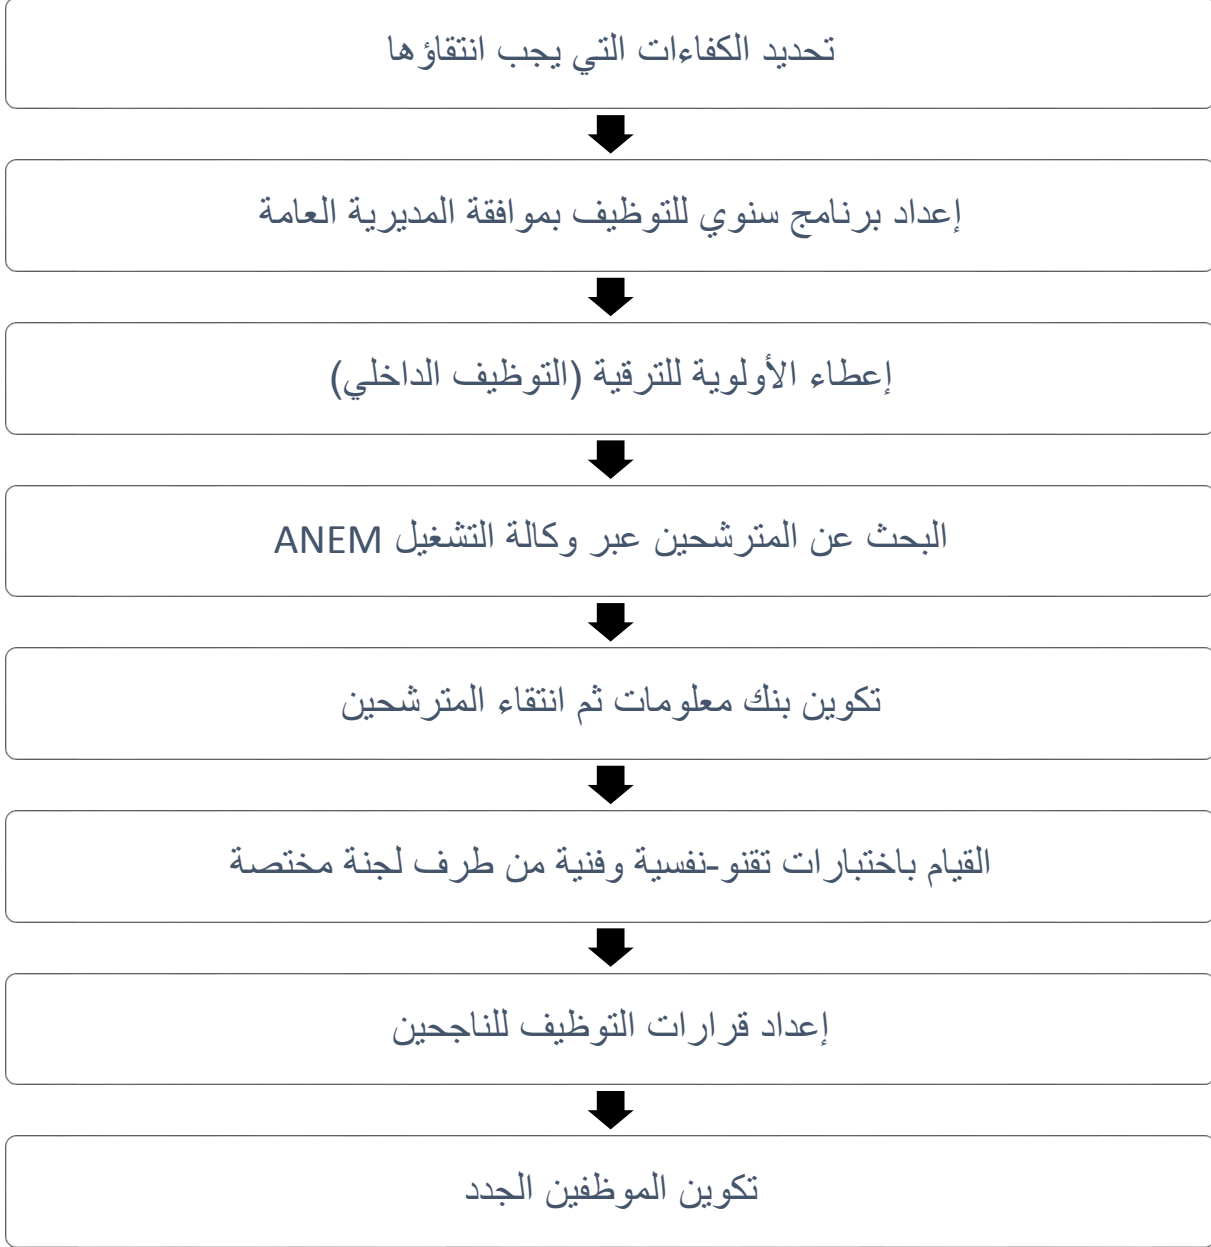 تحديد الكفاءات التي يجب انتقاؤها
إعداد برنامج سنوي للتوظيف بموافقة المديرية العامة
إعطاء الأولوية للترقية (التوظيف الداخلي)
البحث عن المترشحين عبر وكالة التشغيل ANEM
تكوين بنك معلومات ثم انتقاء المترشحين
القيام باختبارات تقنو-نفسية وفنية من طرف لجنة مختصة
إعداد قرارات التوظيف للناجحين
تكوين الموظفين الجدد